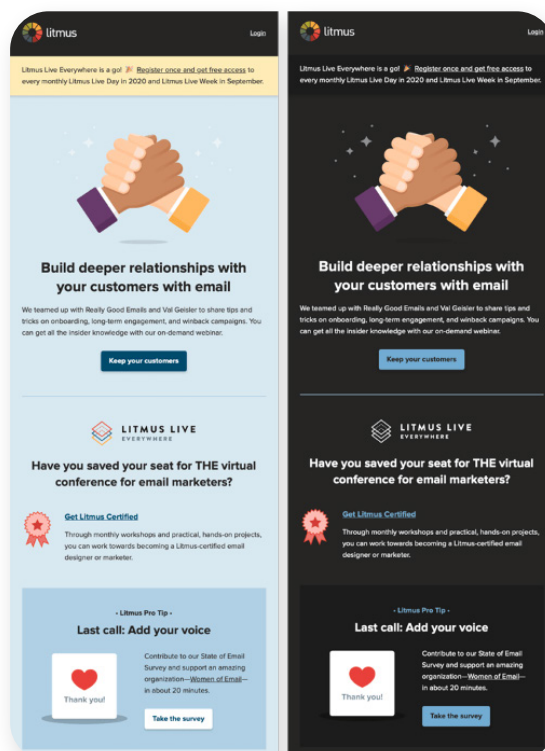 litmus
Login
Litmus Live Everywhere is a go! 🎉 Register once and get free access to
every monthly Litmus Live Day in 2020 and Litmus Live Week in September.
Build deeper relationships with
your customers with email
We teamed up with Really Good Emails and Val Geisler to share tips and
tricks on onboarding, long-term engagement, and winback campaigns. You
can get all the insider knowledge with our on-demand webinar.
Keep your customers
LITMUS LIVE
EVERYWHERE
Have you saved your seat for THE virtual
conference for email marketers?
Get Litmus Certified
Through monthly workshops and practical, hands-on projects,
you can work towards becoming a Litmus-certified email
designer or marketer.
• Litmus Pro Tip •
Last call: Add your voice
Contribute to our State of Email
Survey and support an amazing
organization—Women of Email—
in about 20 minutes.
Thank you!
Take the survey
litmus
Login
Litmus Live Everywhere is a go! 🎉 Register once and get free access to
every monthly Litmus Live Day in 2020 and Litmus Live Week in September.
Build deeper relationships with
your customers with email
We teamed up with Really Good Emails and Val Geisler to share tips and
tricks on onboarding, long-term engagement, and winback campaigns. You
can get all the insider knowledge with our on-demand webinar.
Keep your customers
LITMUS LIVE
EVERYWHERE
Have you saved your seat for THE virtual
conference for email marketers?
Get Litmus Certified
Through monthly workshops and practical, hands-on projects,
you can work towards becoming a Litmus-certified email
designer or marketer.
• Litmus Pro Tip •
Last call: Add your voice
Contribute to our State of Email
Survey and support an amazing
organization—Women of Email—
in about 20 minutes.
Thank you!
Take the survey